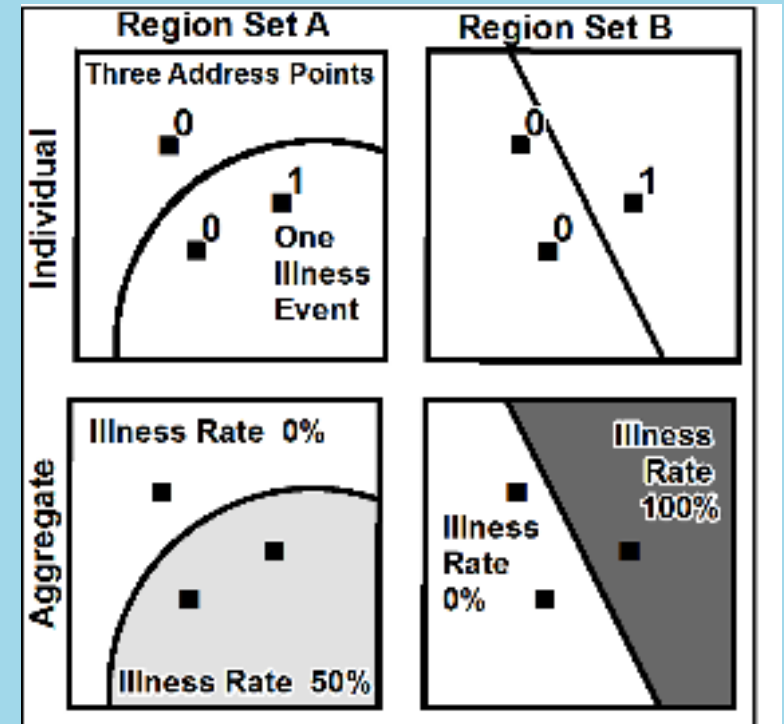 Region Set A
Region Set B
Individual
Three Address Points
0
1
0
One
Illness
Event
0
1
0
Aggregate
Illness Rate 0%
Illness Rate 50%
Illness
Rate
0%
Illness
Rate
100%